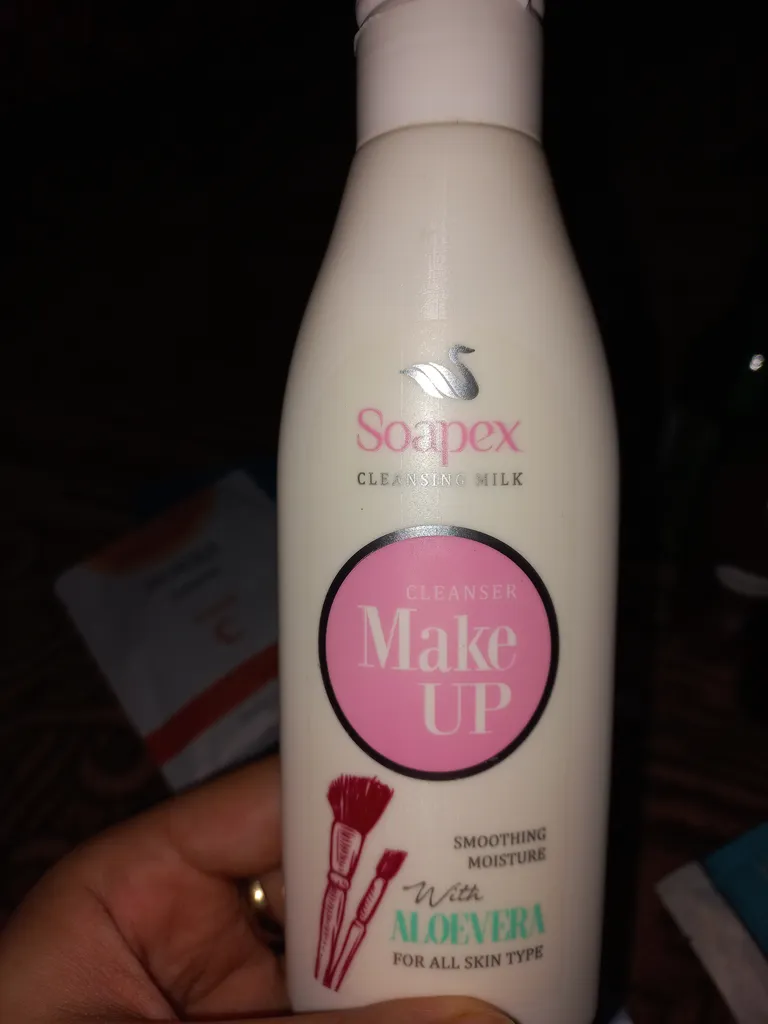 Soapex
CLEANSING MILK
CLEANSER
Make
UP
SMOOTHING
MOISTURE
With
ALOEVERA
FOR ALL SKIN TYPE